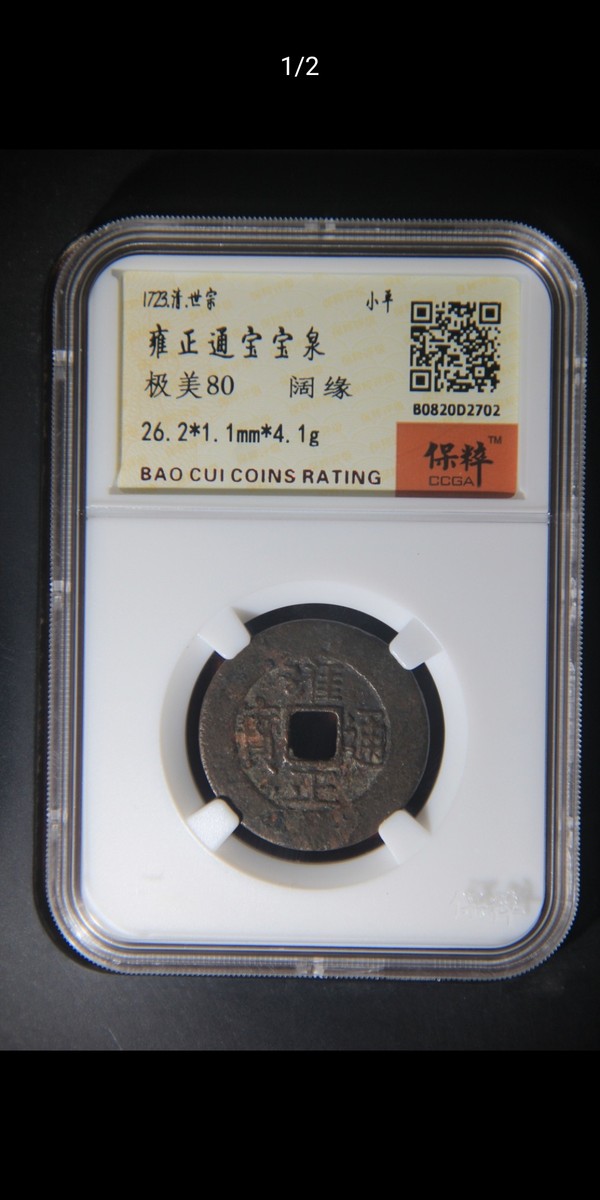 1/2
1723.清.世宗 小平
雍正通宝宝泉
极美80 阔缘
B0820D2702
26.2*1.1mm*4.1g
保粹™
CCGA
BAO CUI COINS RATING
雍
通
正
寶